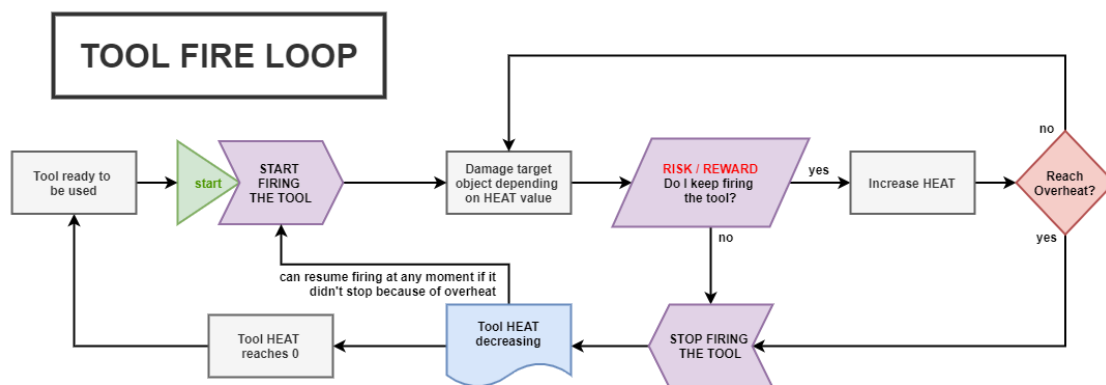 TOOL FIRE LOOP
no
Tool ready to
be used
start
START
FIRING
THE TOOL
Damage target
object depending
on HEAT value
RISK / REWARD
Do I keep firing
the tool?
yes
Increase HEAT
Reach
Overheat?
no
yes
can resume firing at any moment if it
didn't stop because of overheat
Tool HEAT
reaches 0
Tool HEAT
decreasing
STOP FIRING
THE TOOL